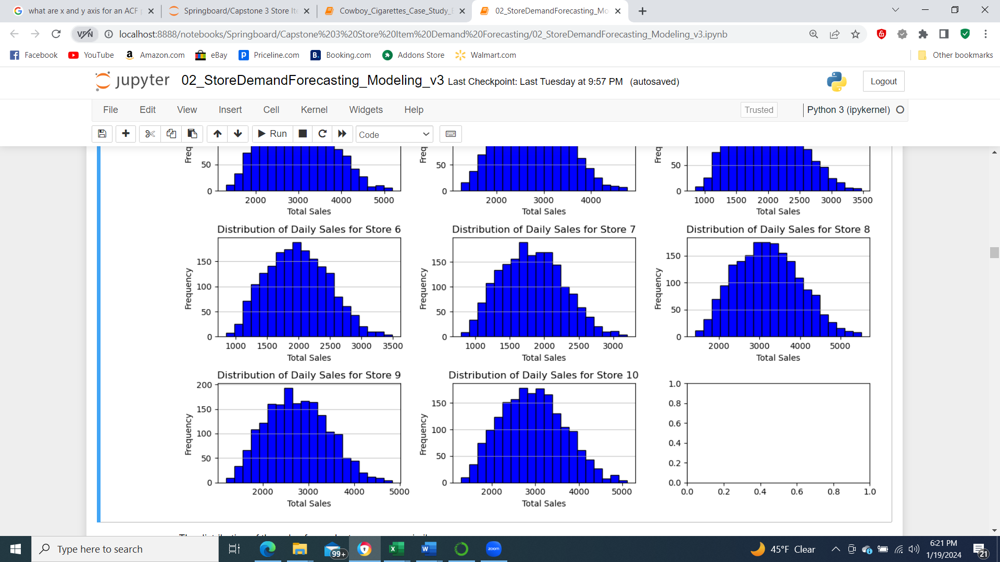 what are x and y axis for an ACF p
Springboard/Capstone 3 Store Ite
Cowboy_Cigarettes_Case_Study_E
02_StoreDemandForecasting_Mo
VPN
localhost:8888/notebooks/Springboard/Capstone%203%20Store%20Item%20Demand%20Forecasting/02_StoreDemandForecasting_Modeling_v3.ipynb
Facebook YouTube Amazon.com eBay Priceline.com Booking.com Addons Store Walmart.com Other bookmarks
jupyter 02_StoreDemandForecasting_Modeling_v3 Last Checkpoint: Last Tuesday at 9:57 PM (autosaved) Logout
File Edit View Insert Cell Kernel Widgets Help Trusted Python 3 (ipykernel)
Run Code
Freq Freq Freq
50 50 50
0 0 0
2000 3000 4000 5000 2000 3000 4000 1000 1500 2000 2500 3000 3500
Total Sales Total Sales Total Sales
Distribution of Daily Sales for Store 6
150
100
50
0
Frequency
1000 1500 2000 2500 3000 3500
Total Sales
Distribution of Daily Sales for Store 7
150
100
50
0
Frequency
1000 1500 2000 2500 3000
Total Sales
Distribution of Daily Sales for Store 8
150
100
50
0
Frequency
2000 3000 4000 5000
Total Sales
Distribution of Daily Sales for Store 9
200
150
100
50
0
Frequency
2000 3000 4000 5000
Total Sales
Distribution of Daily Sales for Store 10
150
100
50
0
Frequency
2000 3000 4000 5000
Total Sales
1.0
0.8
0.6
0.4
0.2
0.0
0.0 0.2 0.4 0.6 0.8 1.0
Type here to search
99+
zoom
45°F Clear
6:21 PM
1/19/2024
21